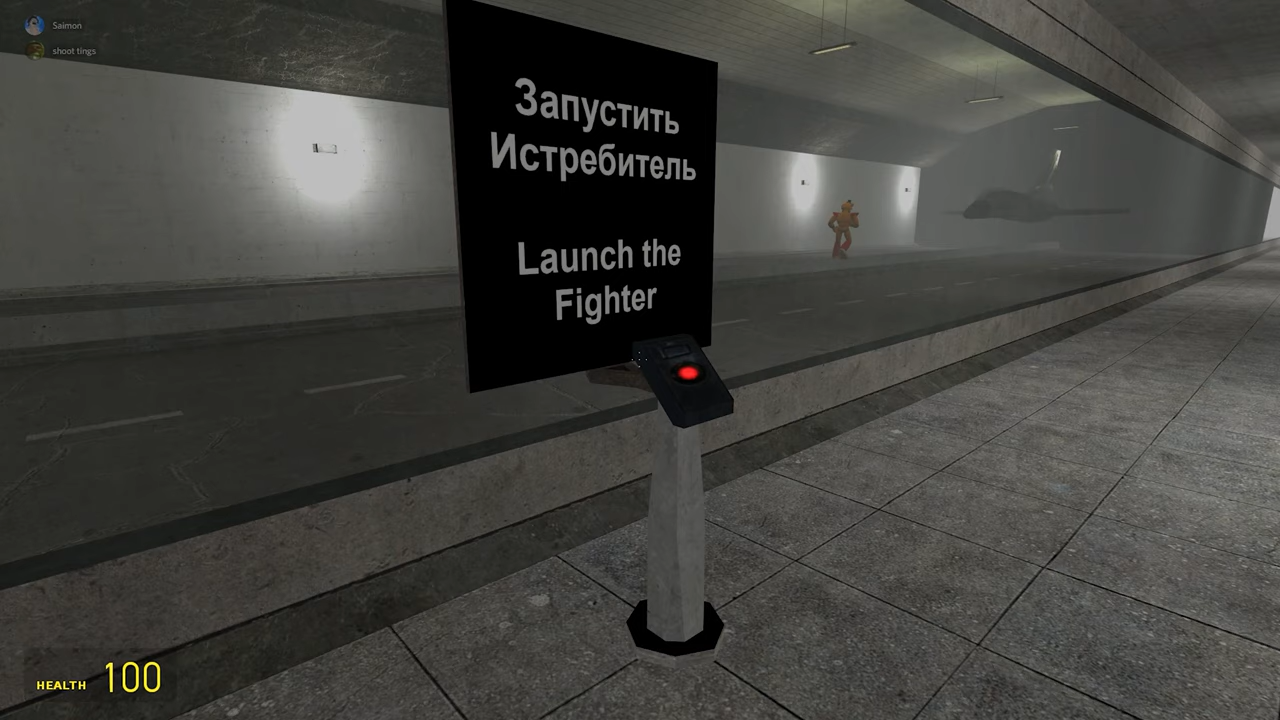 Saimon
shoot tings
Запустить
Истребитель
Launch the
Fighter
HEALTH 100